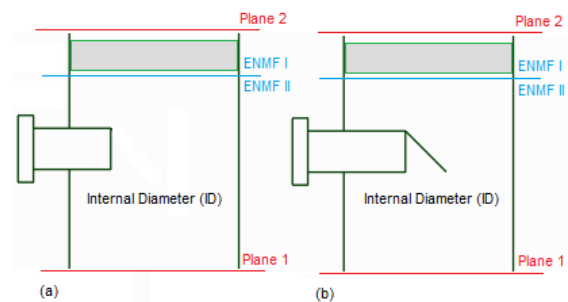 Plane 2
ENMF I
ENMF II
Internal Diameter (ID)
Plane 1
(a)
Plane 2
ENMF I
ENMF II
Internal Diameter (ID)
Plane 1
(b)